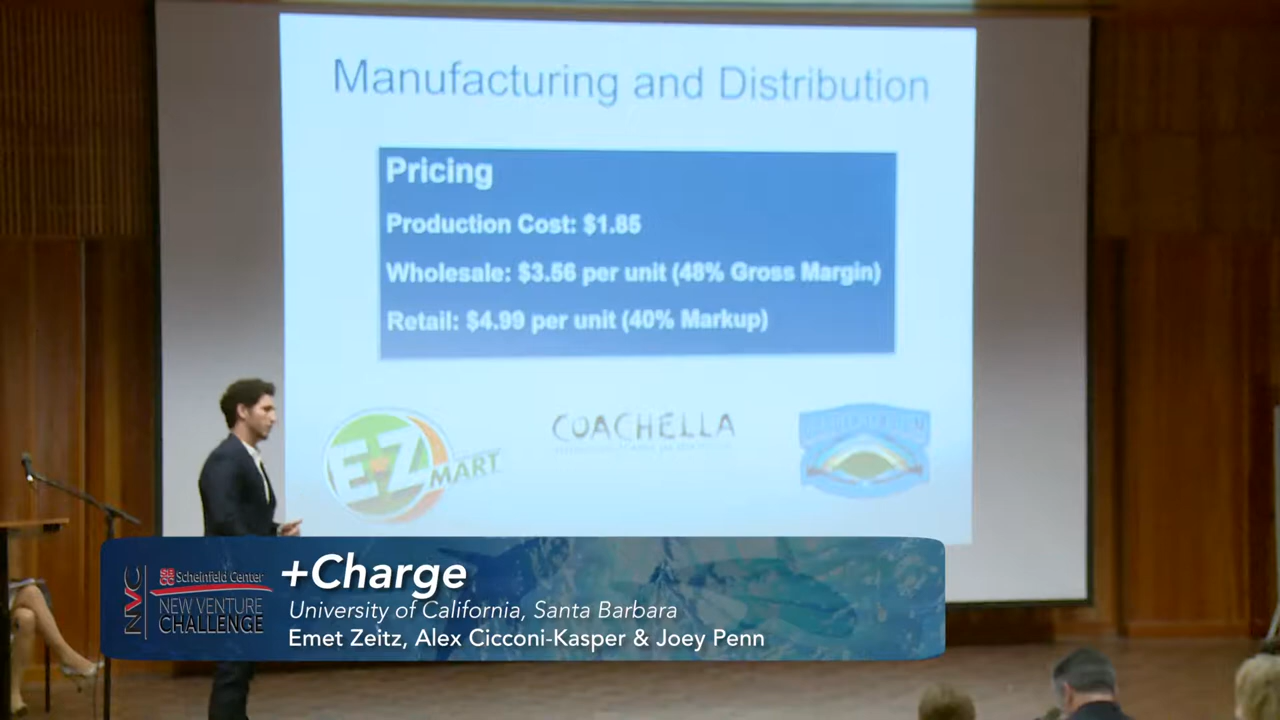 Manufacturing and Distribution
Pricing
Production Cost: $1.85
Wholesale: $3.56 per unit (48% Gross Margin)
Retail: $4.99 per unit (40% Markup)
E-Z MART
COACHELLA
NVC
SBCC Scheinfeld Center
NEW VENTURE
CHALLENGE
+Charge
University of California, Santa Barbara
Emet Zeitz, Alex Cicconi-Kasper & Joey Penn